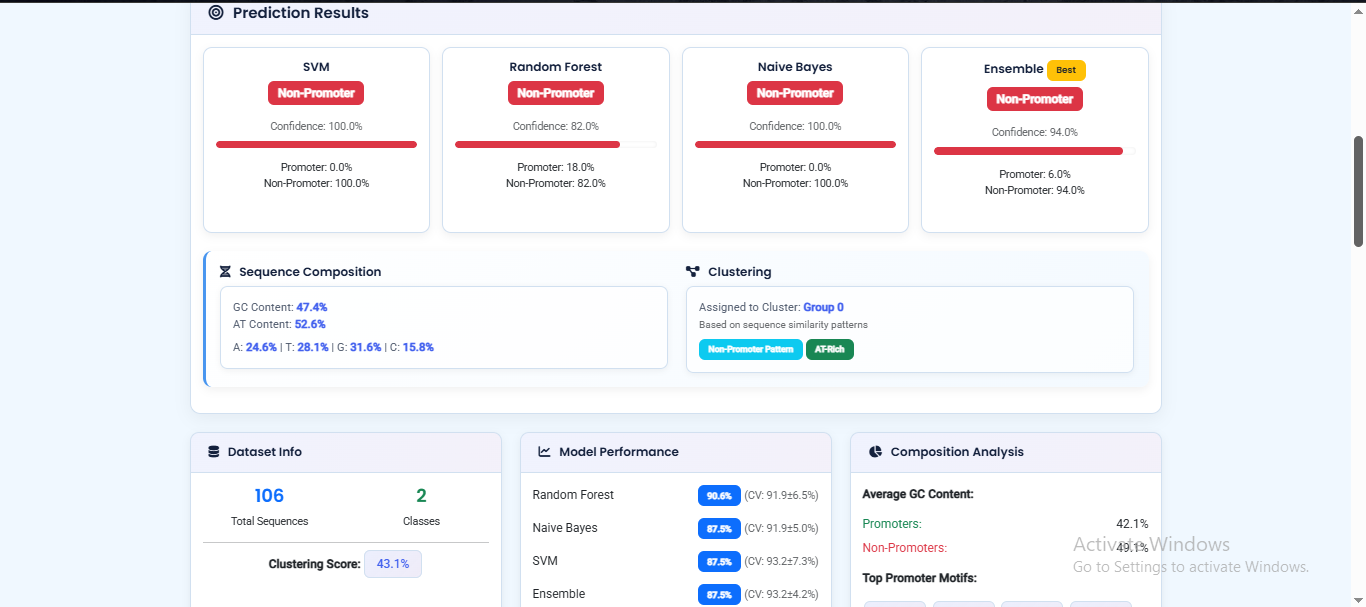 Prediction Results
SVM
Non-Promoter
Confidence: 100.0%
Promoter: 0.0%
Non-Promoter: 100.0%
Random Forest
Non-Promoter
Confidence: 82.0%
Promoter: 18.0%
Non-Promoter: 82.0%
Naive Bayes
Non-Promoter
Confidence: 100.0%
Promoter: 0.0%
Non-Promoter: 100.0%
Ensemble Best
Non-Promoter
Confidence: 94.0%
Promoter: 6.0%
Non-Promoter: 94.0%
Sequence Composition
GC Content: 47.4%
AT Content: 52.6%
A: 24.6% | T: 28.1% | G: 31.6% | C: 15.8%
Clustering
Assigned to Cluster: Group 0
Based on sequence similarity patterns
Non-Promoter Pattern AT-Rich
Dataset Info
106 2
Total Sequences Classes
Clustering Score: 43.1%
Model Performance
Random Forest 90.6% (CV: 91.9±6.5%)
Naive Bayes 87.5% (CV: 91.9±5.0%)
SVM 87.5% (CV: 93.2±7.3%)
Ensemble 87.5% (CV: 93.2±4.2%)
Composition Analysis
Average GC Content:
Promoters: 42.1%
Non-Promoters: 49.1%
Top Promoter Motifs:
Activate Windows
Go to Settings to activate Windows.